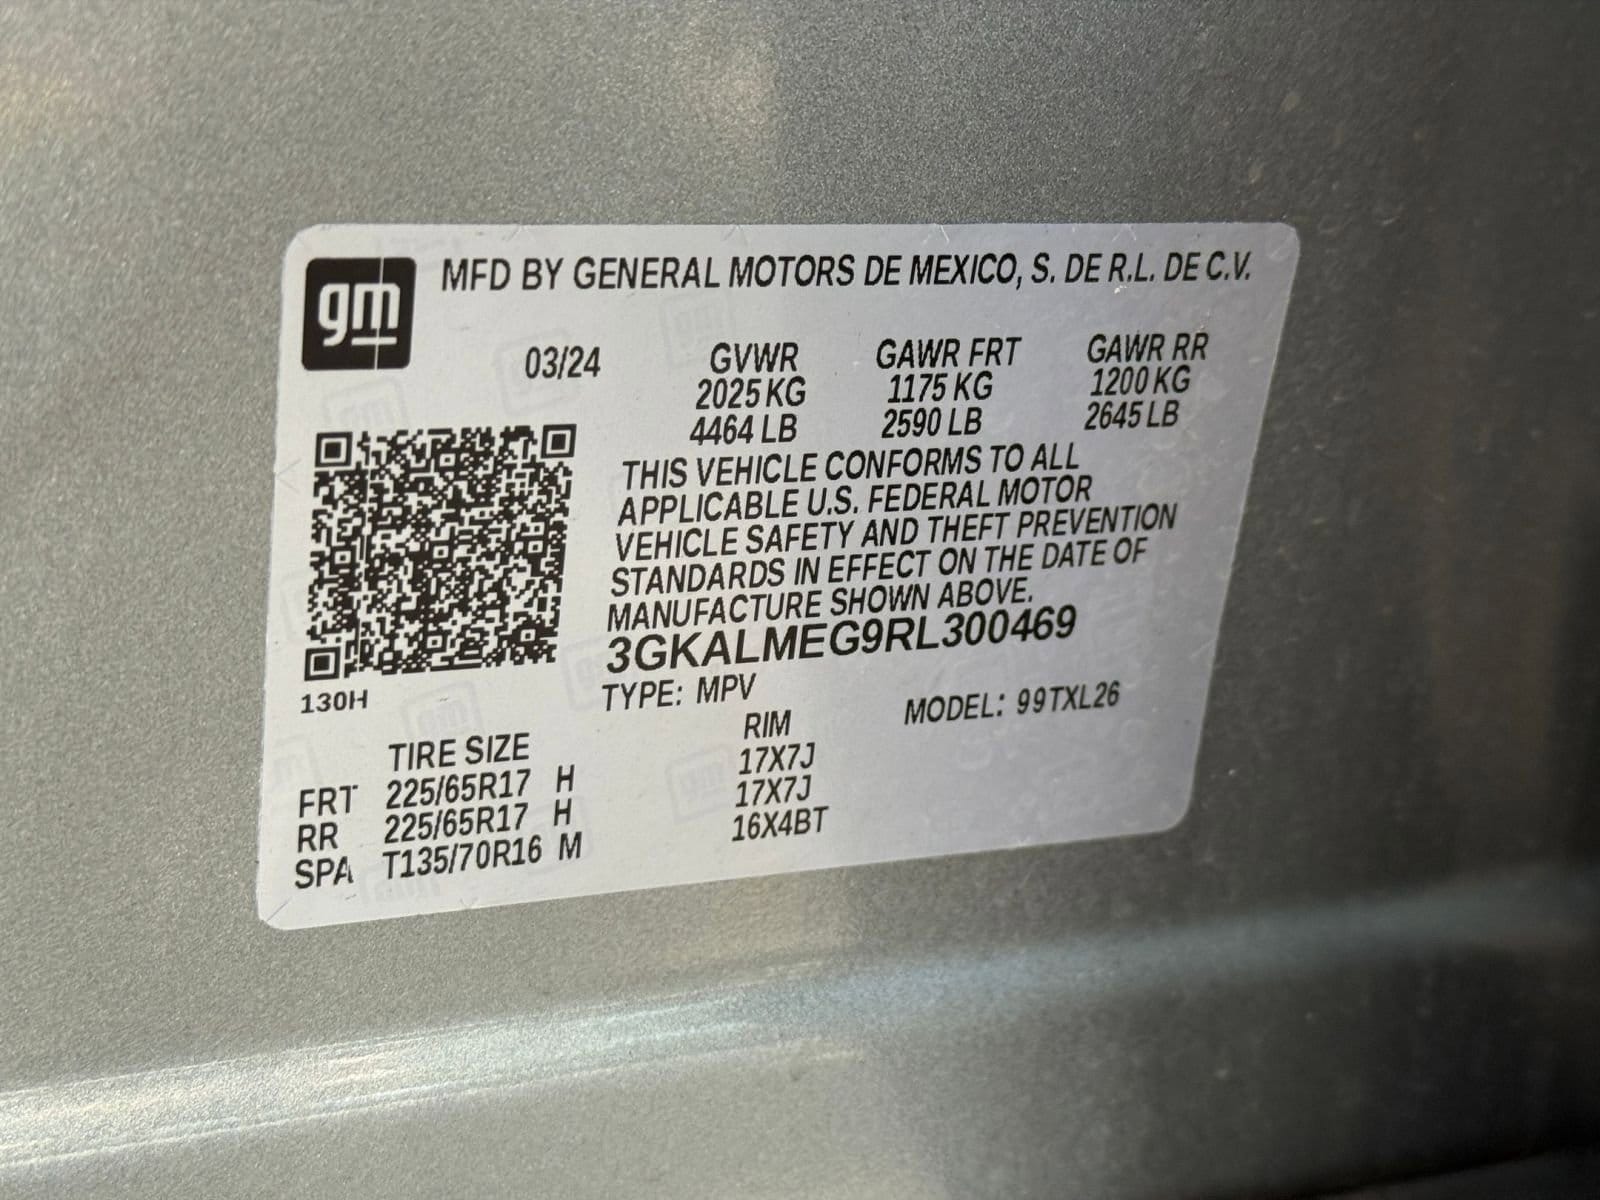 gm
MFD BY GENERAL MOTORS DE MEXICO, S. DE R.L. DE C.V.
03/24 GVWR GAWR FRT GAWR RR
2025 KG 1175 KG 1200 KG
4464 LB 2590 LB 2645 LB
THIS VEHICLE CONFORMS TO ALL
APPLICABLE U.S. FEDERAL MOTOR
VEHICLE SAFETY AND THEFT PREVENTION
STANDARDS IN EFFECT ON THE DATE OF
MANUFACTURE SHOWN ABOVE.
3GKALMEG9RL300469
130H
TYPE: MPV MODEL: 99TXL26
TIRE SIZE RIM
FRT 225/65R17 H 17X7J
RR 225/65R17 H 17X7J
SPA T135/70R16 M 16X4BT